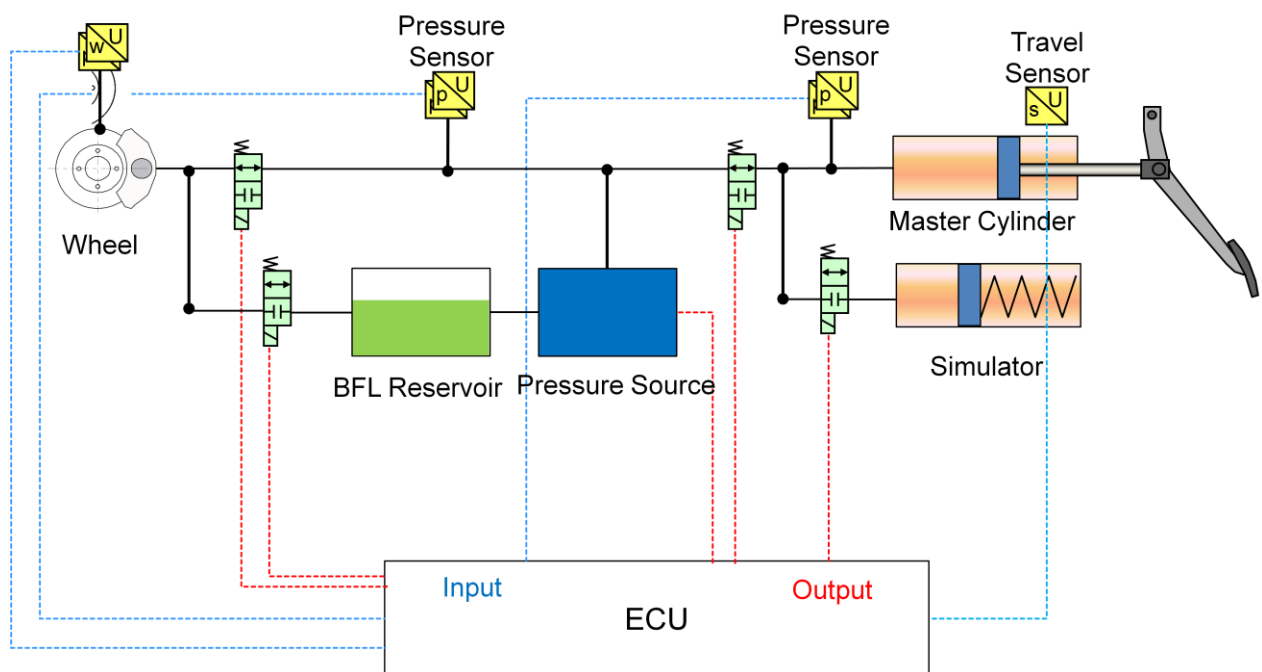 w U
Pressure
Sensor
p U
Pressure
Sensor
p U
Travel
Sensor
s U
Wheel
Master Cylinder
BFL Reservoir
Pressure Source
Simulator
Input
Output
ECU